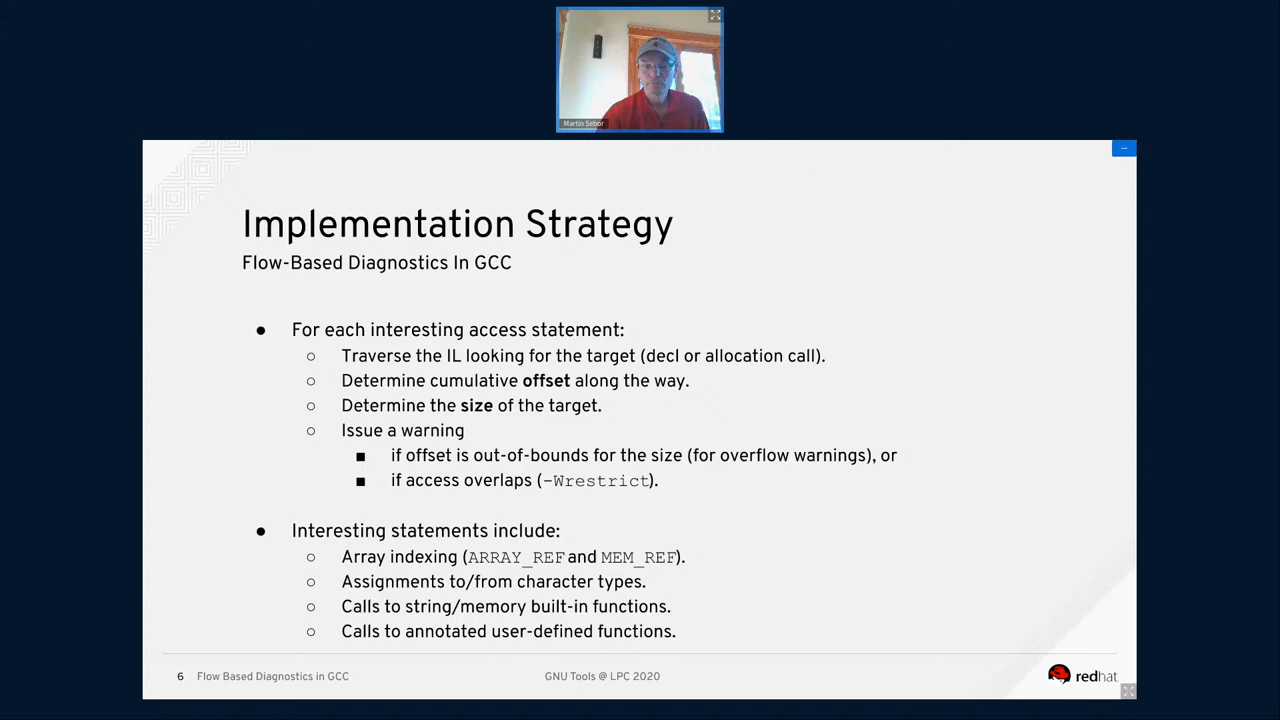 Martin Sebor
Implementation Strategy
Flow-Based Diagnostics In GCC
● For each interesting access statement:
○ Traverse the IL looking for the target (decl or allocation call).
○ Determine cumulative offset along the way.
○ Determine the size of the target.
○ Issue a warning
■ if offset is out-of-bounds for the size (for overflow warnings), or
■ if access overlaps (-Wrestrict).
● Interesting statements include:
○ Array indexing (ARRAY_REF and MEM_REF).
○ Assignments to/from character types.
○ Calls to string/memory built-in functions.
○ Calls to annotated user-defined functions.
6 Flow Based Diagnostics in GCC GNU Tools @ LPC 2020 redhat.